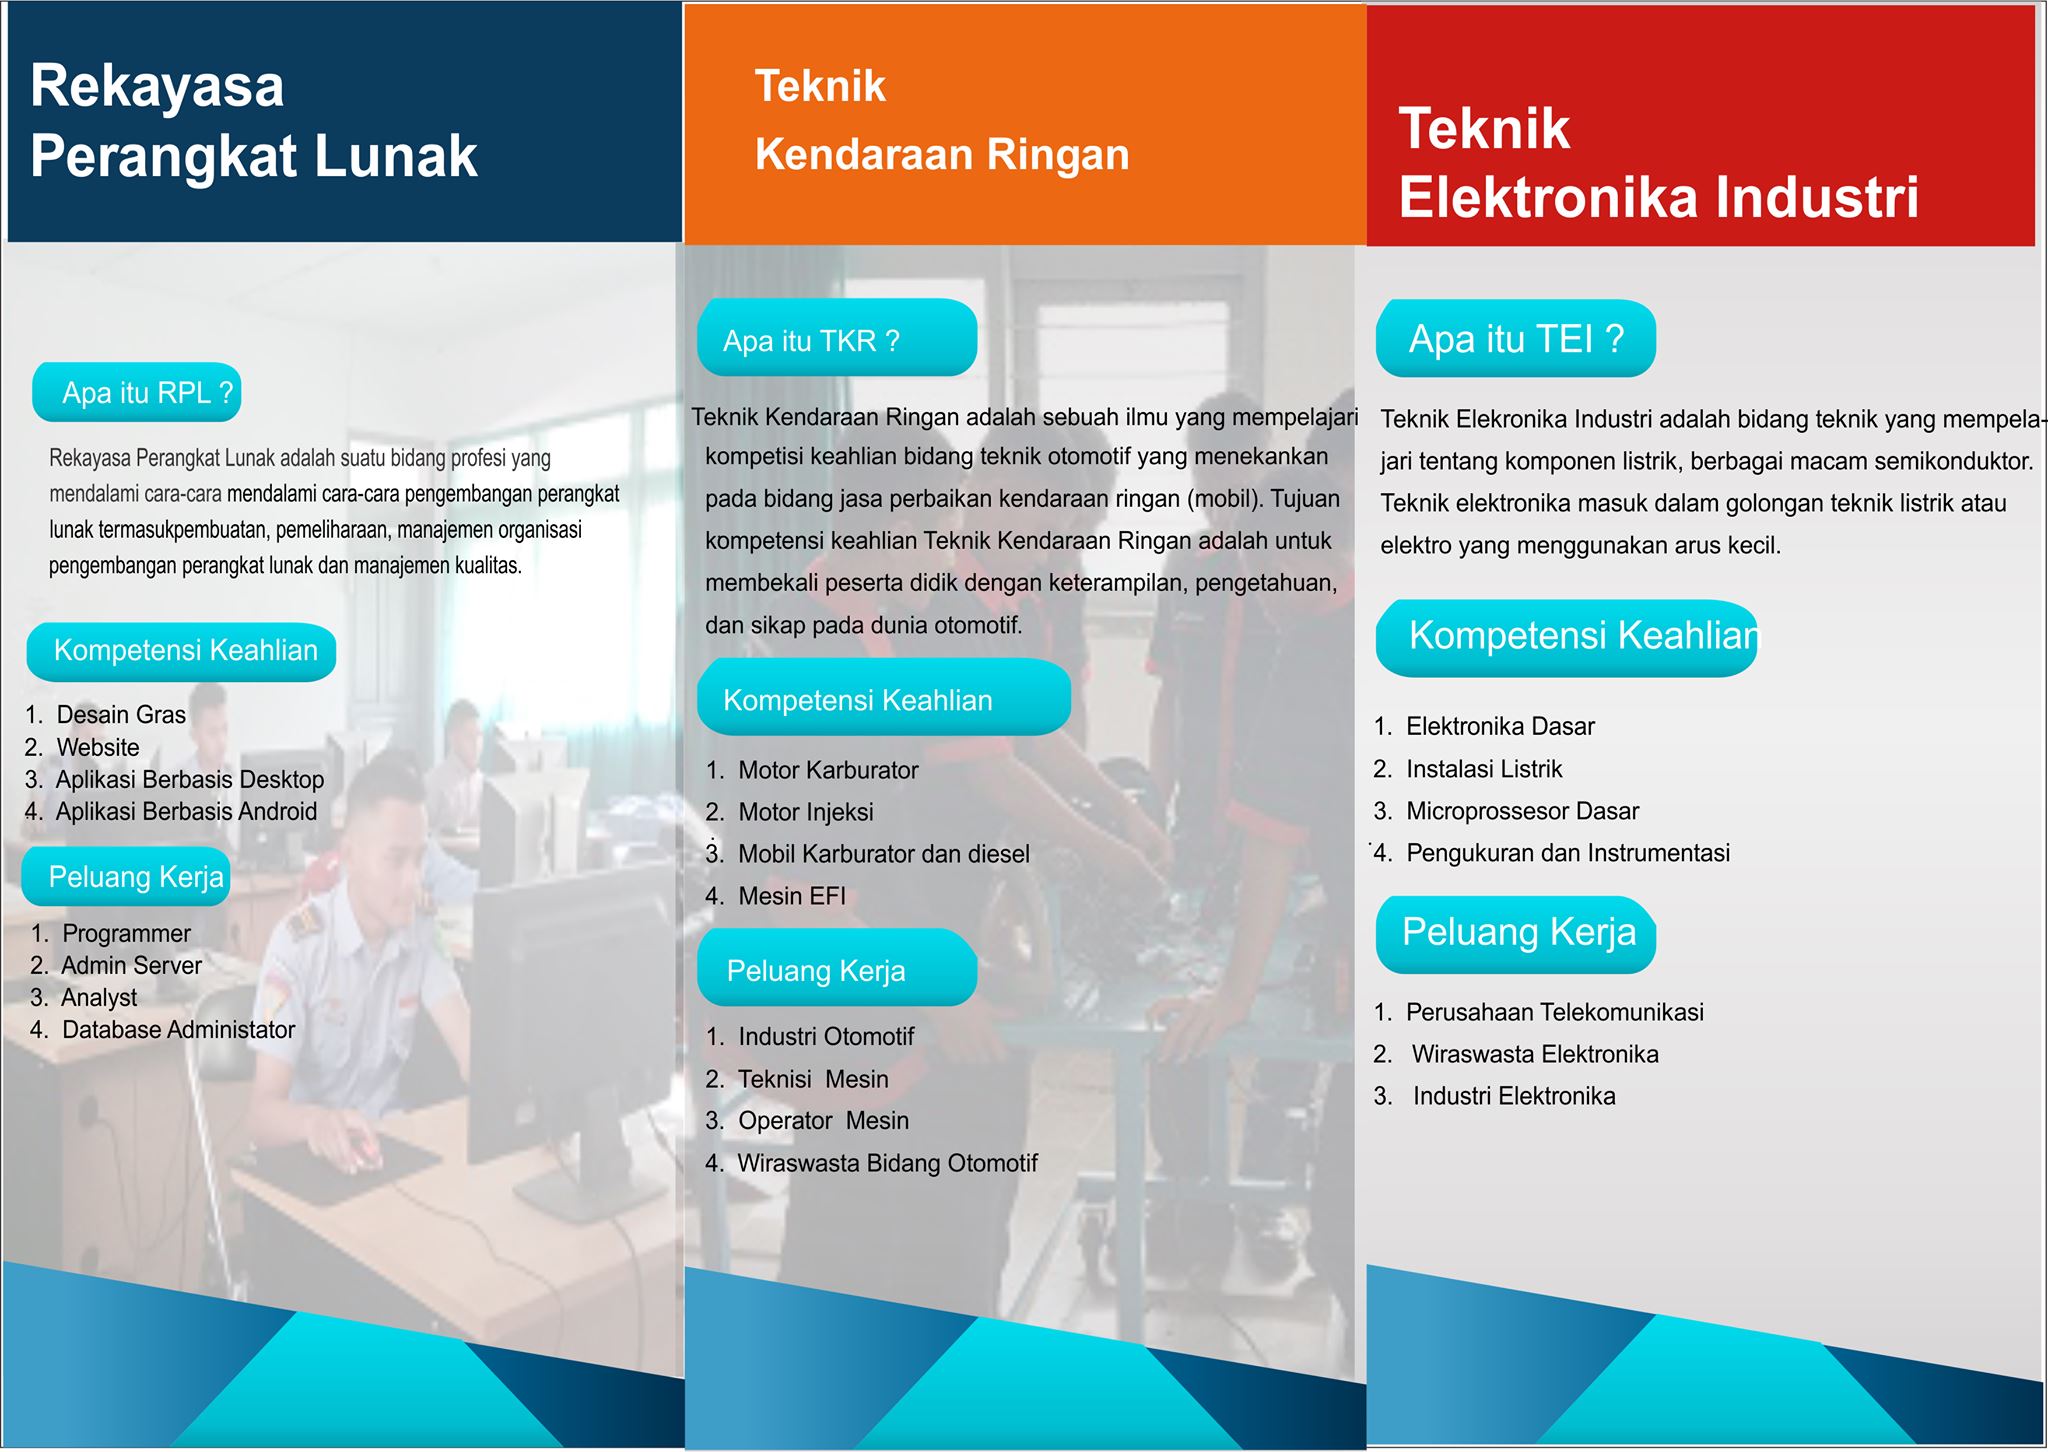 Rekayasa
Perangkat Lunak
Apa itu RPL ?
Rekayasa Perangkat Lunak adalah suatu bidang profesi yang
mendalami cara-cara mendalami cara-cara pengembangan perangkat
lunak termasukpembuatan, pemeliharaan, manajemen organisasi
pengembangan perangkat lunak dan manajemen kualitas.
Kompetensi Keahlian
1. Desain Gras
2. Website
3. Aplikasi Berbasis Desktop
4. Aplikasi Berbasis Android
Peluang Kerja
1. Programmer
2. Admin Server
3. Analyst
4. Database Administator
Teknik
Kendaraan Ringan
Apa itu TKR ?
Teknik Kendaraan Ringan adalah sebuah ilmu yang mempelajari
kompetisi keahlian bidang teknik otomotif yang menekankan
pada bidang jasa perbaikan kendaraan ringan (mobil). Tujuan
kompetensi keahlian Teknik Kendaraan Ringan adalah untuk
membekali peserta didik dengan keterampilan, pengetahuan,
dan sikap pada dunia otomotif.
Kompetensi Keahlian
1. Motor Karburator
2. Motor Injeksi
3. Mobil Karburator dan diesel
4. Mesin EFI
Peluang Kerja
1. Industri Otomotif
2. Teknisi Mesin
3. Operator Mesin
4. Wiraswasta Bidang Otomotif
Teknik
Elektronika Industri
Apa itu TEI ?
Teknik Elekronika Industri adalah bidang teknik yang mempela-
jari tentang komponen listrik, berbagai macam semikonduktor.
Teknik elektronika masuk dalam golongan teknik listrik atau
elektro yang menggunakan arus kecil.
Kompetensi Keahlian
1. Elektronika Dasar
2. Instalasi Listrik
3. Microprossesor Dasar
4. Pengukuran dan Instrumentasi
Peluang Kerja
1. Perusahaan Telekomunikasi
2. Wiraswasta Elektronika
3. Industri Elektronika